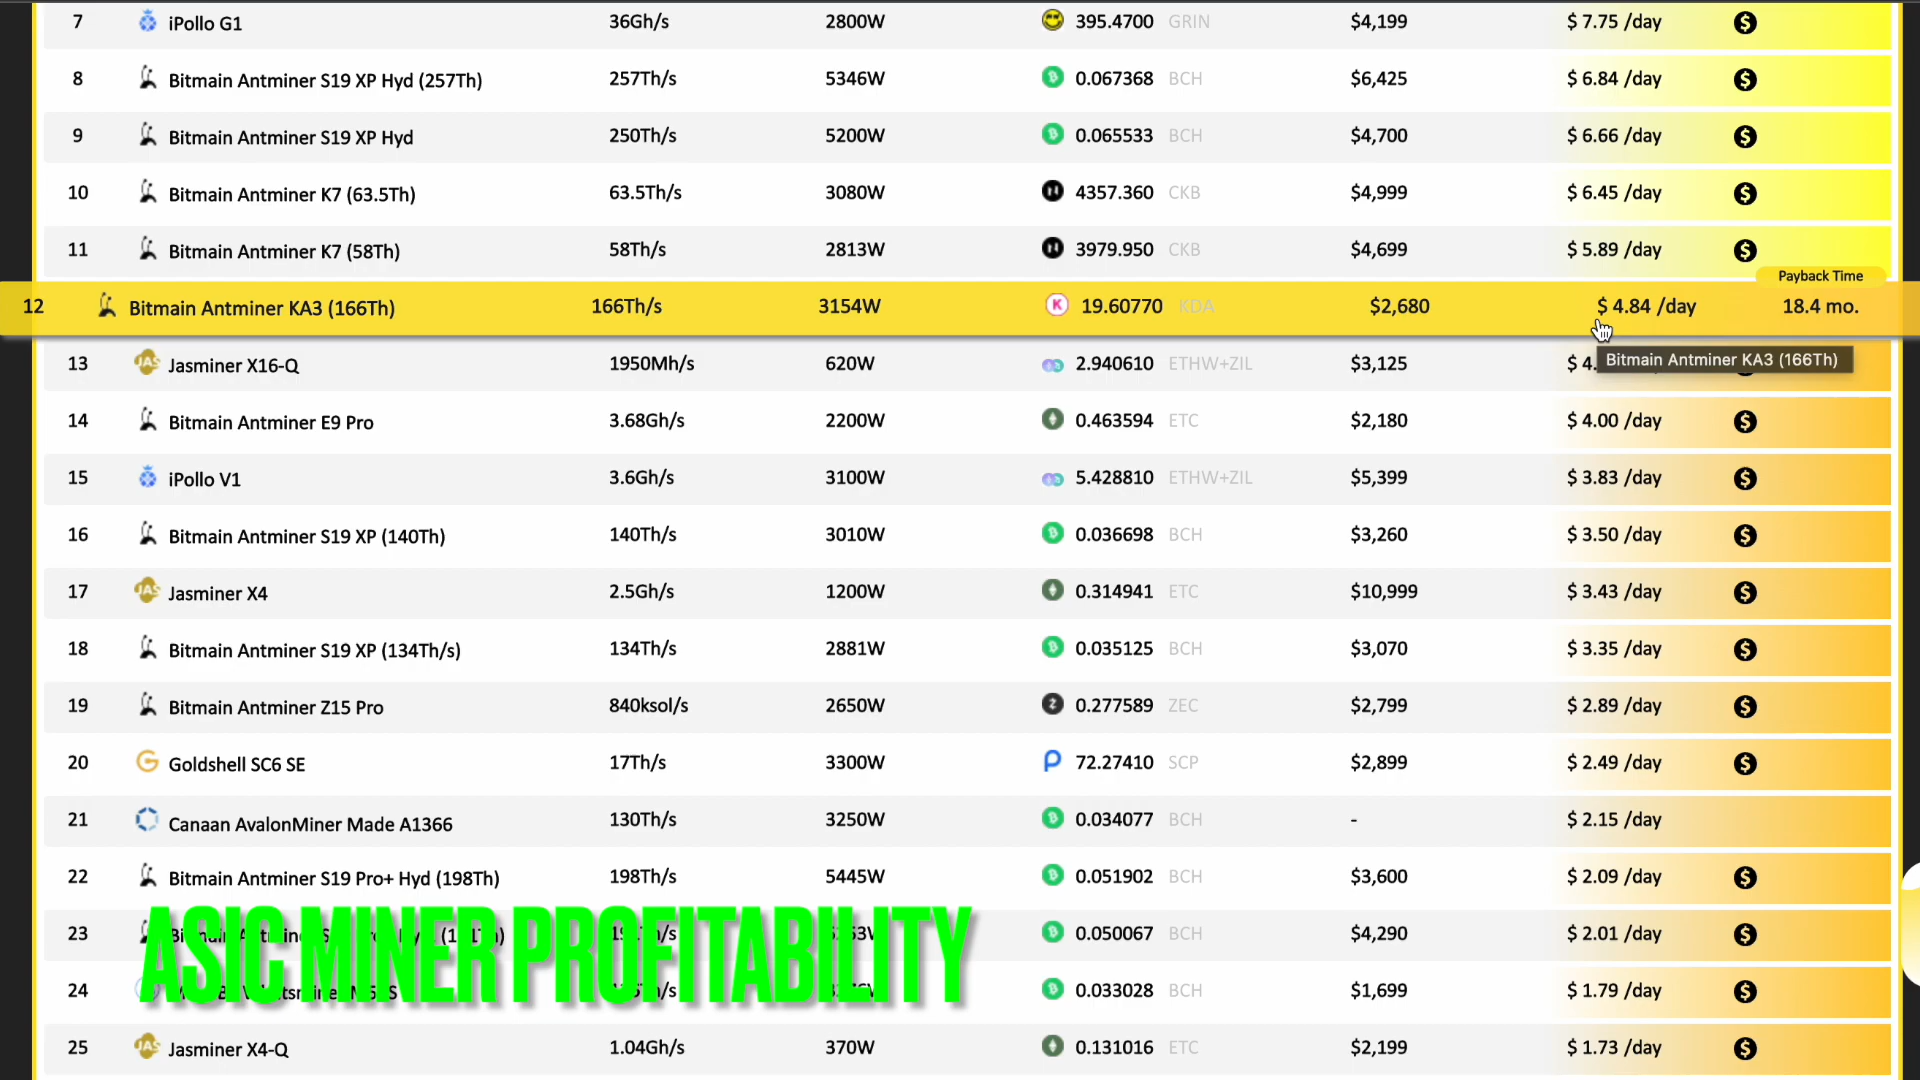 7 iPollo G1 36Gh/s 2800W 395.4700 GRIN $4,199 $ 7.75 /day
8 Bitmain Antminer S19 XP Hyd (257Th) 257Th/s 5346W 0.067368 BCH $6,425 $ 6.84 /day
9 Bitmain Antminer S19 XP Hyd 250Th/s 5200W 0.065533 BCH $4,700 $ 6.66 /day
10 Bitmain Antminer K7 (63.5Th) 63.5Th/s 3080W 4357.360 CKB $4,999 $ 6.45 /day
11 Bitmain Antminer K7 (58Th) 58Th/s 2813W 3979.950 CKB $4,699 $ 5.89 /day
Payback Time
12 Bitmain Antminer KA3 (166Th) 166Th/s 3154W K 19.60770 KDA $2,680 $ 4.84 /day 18.4 mo.
13 JAS Jasminer X16-Q 1950Mh/s 620W 2.940610 ETHW+ZIL $3,125 $ 4. Bitmain Antminer KA3 (166Th)
14 Bitmain Antminer E9 Pro 3.68Gh/s 2200W 0.463594 ETC $2,180 $ 4.00 /day
15 iPollo V1 3.6Gh/s 3100W 5.428810 ETHW+ZIL $5,399 $ 3.83 /day
16 Bitmain Antminer S19 XP (140Th) 140Th/s 3010W 0.036698 BCH $3,260 $ 3.50 /day
17 JAS Jasminer X4 2.5Gh/s 1200W 0.314941 ETC $10,999 $ 3.43 /day
18 Bitmain Antminer S19 XP (134Th/s) 134Th/s 2881W 0.035125 BCH $3,070 $ 3.35 /day
19 Bitmain Antminer Z15 Pro 840ksol/s 2650W 0.277589 ZEC $2,799 $ 2.89 /day
20 Goldshell SC6 SE 17Th/s 3300W 72.27410 SCP $2,899 $ 2.49 /day
21 Canaan AvalonMiner Made A1366 130Th/s 3250W 0.034077 BCH - $ 2.15 /day
22 Bitmain Antminer S19 Pro+ Hyd (198Th) 198Th/s 5445W 0.051902 BCH $3,600 $ 2.09 /day
23 0.050067 BCH $4,290 $ 2.01 /day
ASIC MINER PROFITABILITY
24 0.033028 BCH $1,699 $ 1.79 /day
25 JAS Jasminer X4-Q 1.04Gh/s 370W 0.131016 ETC $2,199 $ 1.73 /day